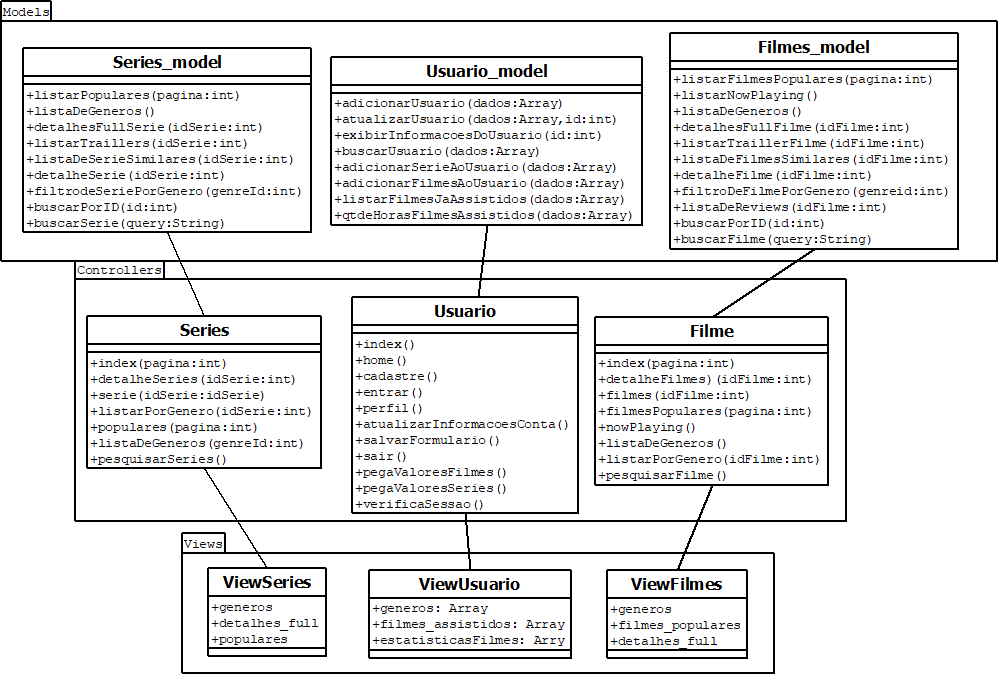 Models
Series_model
+listarPopulares(pagina:int)
+listaDeGeneros()
+detalhesFullSerie(idSerie:int)
+listarTraillers(idSerie:int)
+listaDeSerieSimilares(idSerie:int)
+detalheSerie(idSerie:int)
+filtrodeSeriePorGenero(genreId:int)
+buscarPorID(id:int)
+buscarSerie(query:String)
Usuario_model
+adicionarUsuario(dados:Array)
+atualizarUsuario(dados:Array,id:int)
+exibirInformacoesDoUsuario(id:int)
+buscarUsuario(dados:Array)
+adicionarSerieAoUsuario(dados:Array)
+adicionarFilmesAoUsuario(dados:Array)
+listarFilmesJaAssistidos(dados:Array)
+qtdeHorasFilmesAssistidos(dados:Array)
Filmes_model
+listarFilmesPopulares(pagina:int)
+listarNowPlaying()
+listaDeGeneros()
+detalhesFullFilme(idFilme:int)
+listarTraillerFilme(idFilme:int)
+listaDeFilmesSimilares(idFilme:int)
+detalheFilme(idFilme:int)
+filtroDeFilmePorGenero(genreid:int)
+listaDeReviews(idFilme:int)
+buscarPorID(id:int)
+buscarFilme(query:String)
Controllers
Series
+index(pagina:int)
+detalheSeries(idSerie:int)
+serie(idSerie:idSerie)
+listarPorGenero(idSerie:int)
+populares(pagina:int)
+listaDeGeneros(genreId:int)
+pesquisarSeries()
Usuario
+index()
+home()
+cadastre()
+entrar()
+perfil()
+atualizarInformacoesConta()
+salvarFormulario()
+sair()
+pegaValoresFilmes()
+pegaValoresSeries()
+verificaSessao()
Filme
+index(pagina:int)
+detalheFilmes)(idFilme:int)
+filmes(idFilme:int)
+filmesPopulares(pagina:int)
+nowPlaying()
+listaDeGeneros()
+listarPorGenero(idFilme:int)
+pesquisarFilme()
Views
ViewSeries
+generos
+detalhes_full
+populares
ViewUsuario
+generos: Array
+filmes_assistidos: Array
+estatisticasFilmes: Arry
ViewFilmes
+generos
+filmes_populares
+detalhes_full